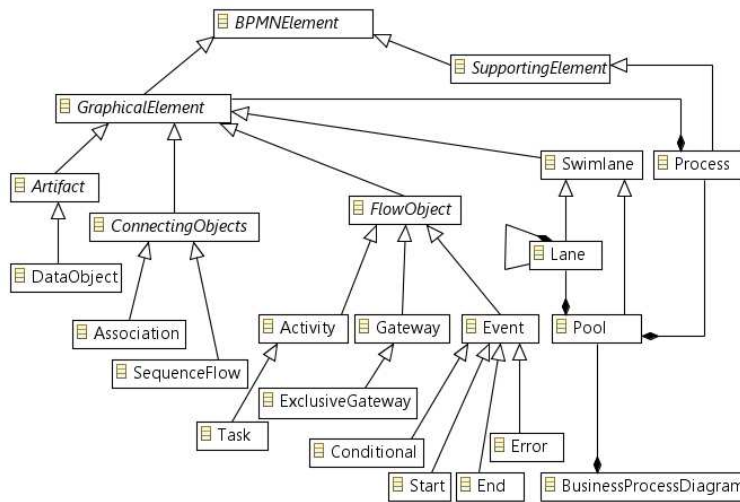 BPMNElement
SupportingElement
GraphicalElement
Swimlane
Process
Artifact
FlowObject
ConnectingObjects
Lane
DataObject
Association
Activity
Gateway
Event
Pool
SequenceFlow
ExclusiveGateway
Task
Conditional
Error
Start
End
BusinessProcessDiagram